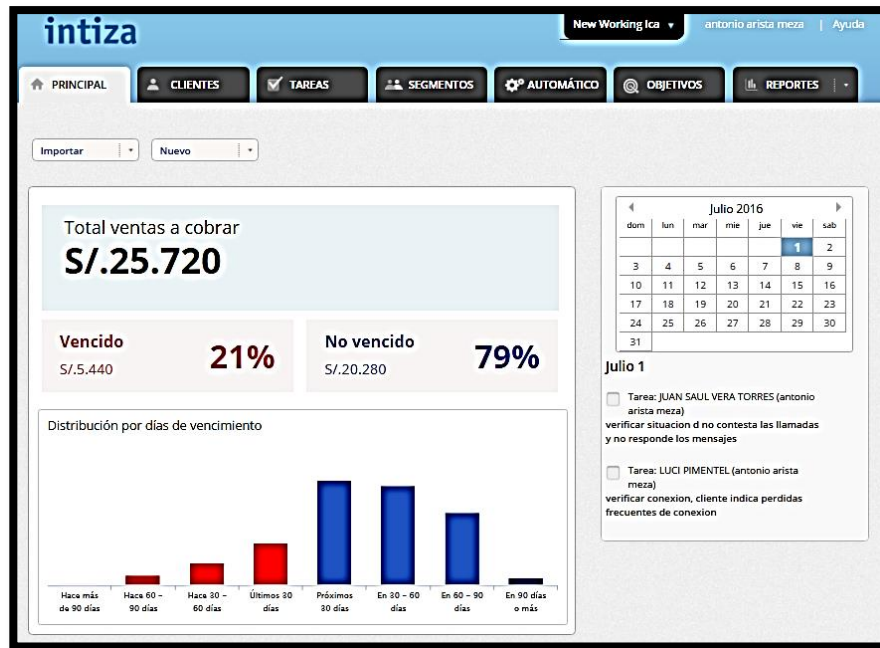 intiza
New Working Ica
antonio arista meza | Ayuda
PRINCIPAL
CLIENTES
TAREAS
SEGMENTOS
AUTOMÁTICO
OBJETIVOS
REPORTES
Importar
Nuevo
Total ventas a cobrar
S/.25.720
Vencido
S/.5.440
21%
No vencido
S/.20.280
79%
Distribución por días de vencimiento
Hace más
de 90 días
Hace 60 –
90 días
Hace 30 –
60 días
Últimos 30
días
Próximos
30 días
En 30 – 60
días
En 60 – 90
días
En 90 días
o más
Julio 2016
dom lun mar mie jue vie sab
1 2
3 4 5 6 7 8 9
10 11 12 13 14 15 16
17 18 19 20 21 22 23
24 25 26 27 28 29 30
31
Julio 1
Tarea: JUAN SAUL VERA TORRES (antonio
arista meza)
verificar situacion d no contesta las llamadas
y no responde los mensajes
Tarea: LUCI PIMENTEL (antonio arista
meza)
verificar conexion, cliente indica perdidas
frecuentes de conexion